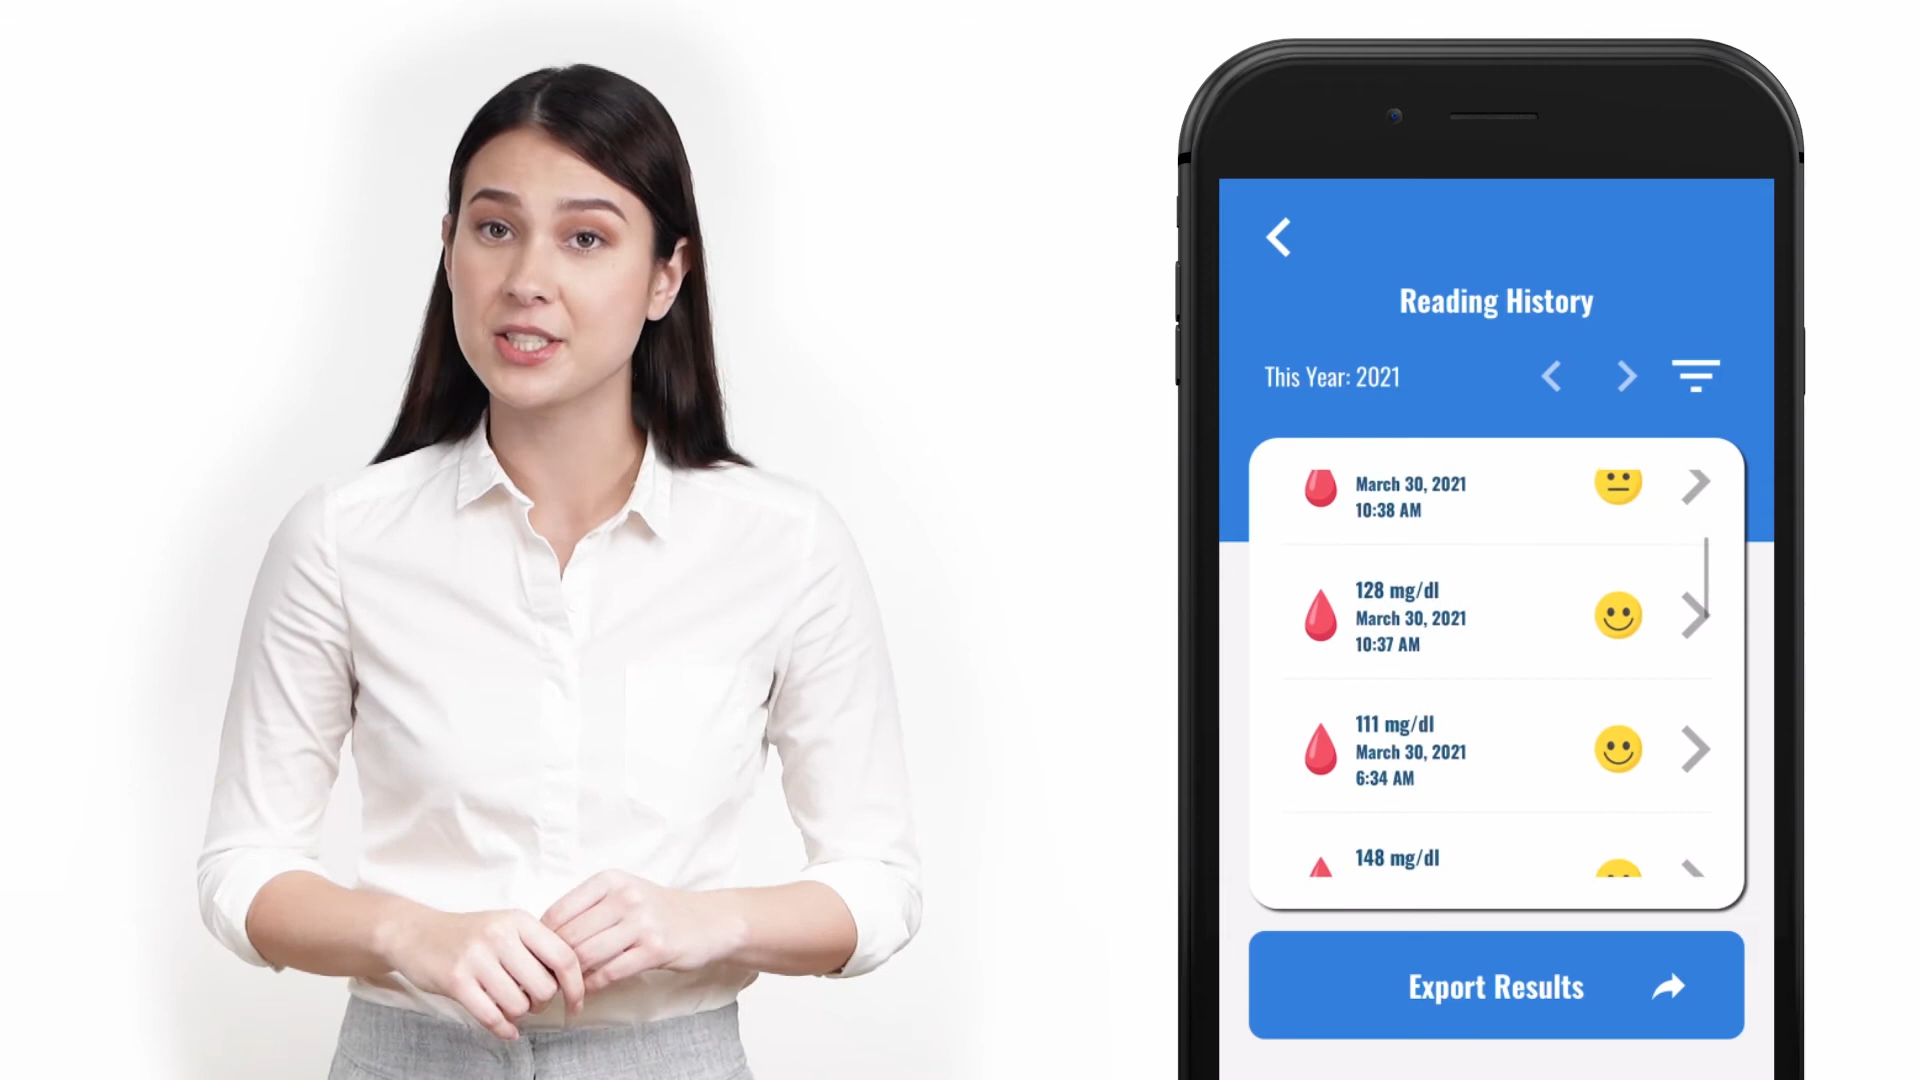 Reading History
This Year: 2021
March 30, 2021
10:38 AM
128 mg/dl
March 30, 2021
10:37 AM
111 mg/dl
March 30, 2021
6:34 AM
148 mg/dl
Export Results